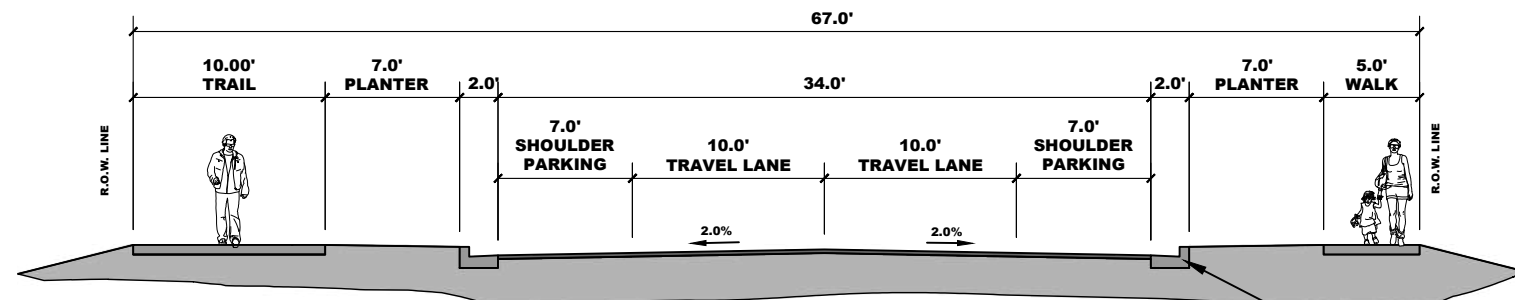 67.0'
10.00'
TRAIL
7.0'
PLANTER
2.0'
34.0'
2.0'
7.0'
PLANTER
5.0'
WALK
7.0'
SHOULDER
PARKING
10.0'
TRAVEL LANE
10.0'
TRAVEL LANE
7.0'
SHOULDER
PARKING
R.O.W. LINE
R.O.W. LINE
2.0%
2.0%